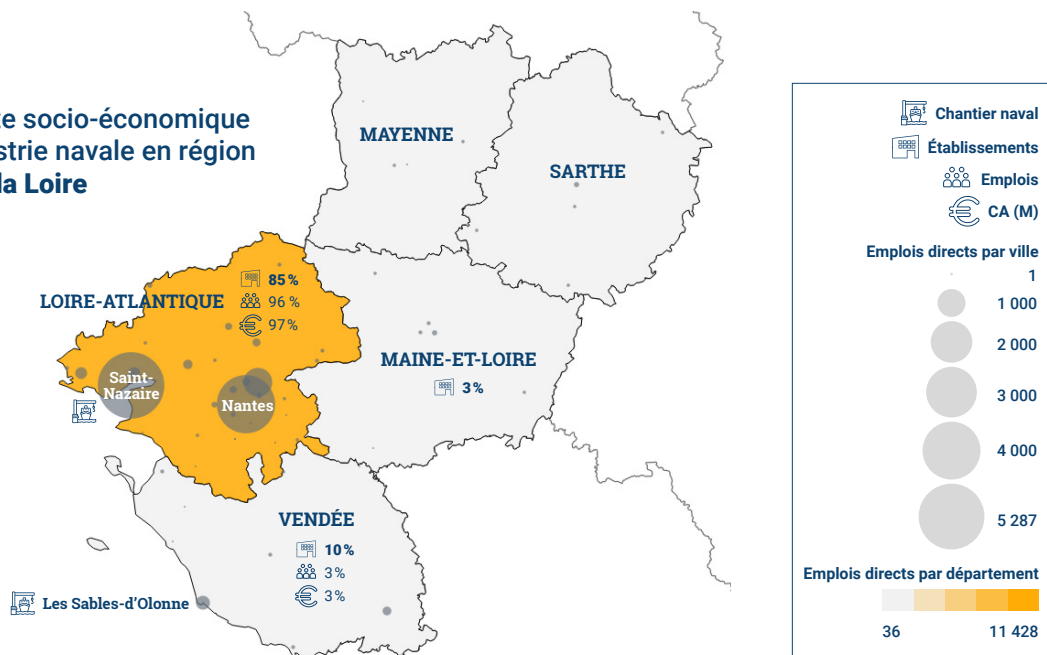 socio-économique
navale en région
la Loire
MAYENNE
SARTHE
LOIRE-ATLANTIQUE
85%
96 %
97%
MAINE-ET-LOIRE
3%
Saint-
Nazaire
Nantes
VENDÉE
10%
3%
3%
Les Sables-d'Olonne
Chantier naval
Établissements
Emplois
CA (M)
Emplois directs par ville
1
1 000
2 000
3 000
4 000
5 287
Emplois directs par département
36
11 428